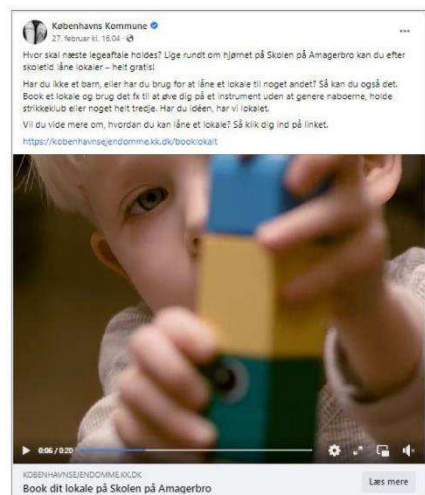 Københavns Kommune
27. februar kl. 16.04 ·
Hvor skal næste legeaftale holdes? Lige rundt om hjørnet på Skolen på Amagerbro kan du efter
skoletid låne lokaler – helt gratis!
Har du ikke et barn, eller har du brug for at låne et lokale til noget andet? Så kan du også det.
Book et lokale og brug det fx til at øve dig på et instrument uden at genere naboerne, holde
strikkeklub eller noget helt tredje. Har du idéen, har vi lokalet.
Vil du vide mere om, hvordan du kan låne et lokale? Så klik dig ind på linket.
https://kobenhavnsejendomme.kk.dk/booklokalt
0:06 / 0:20
KOBENHAVNSEJENDOMME.KK.DK
Book dit lokale på Skolen på Amagerbro
Læs mere